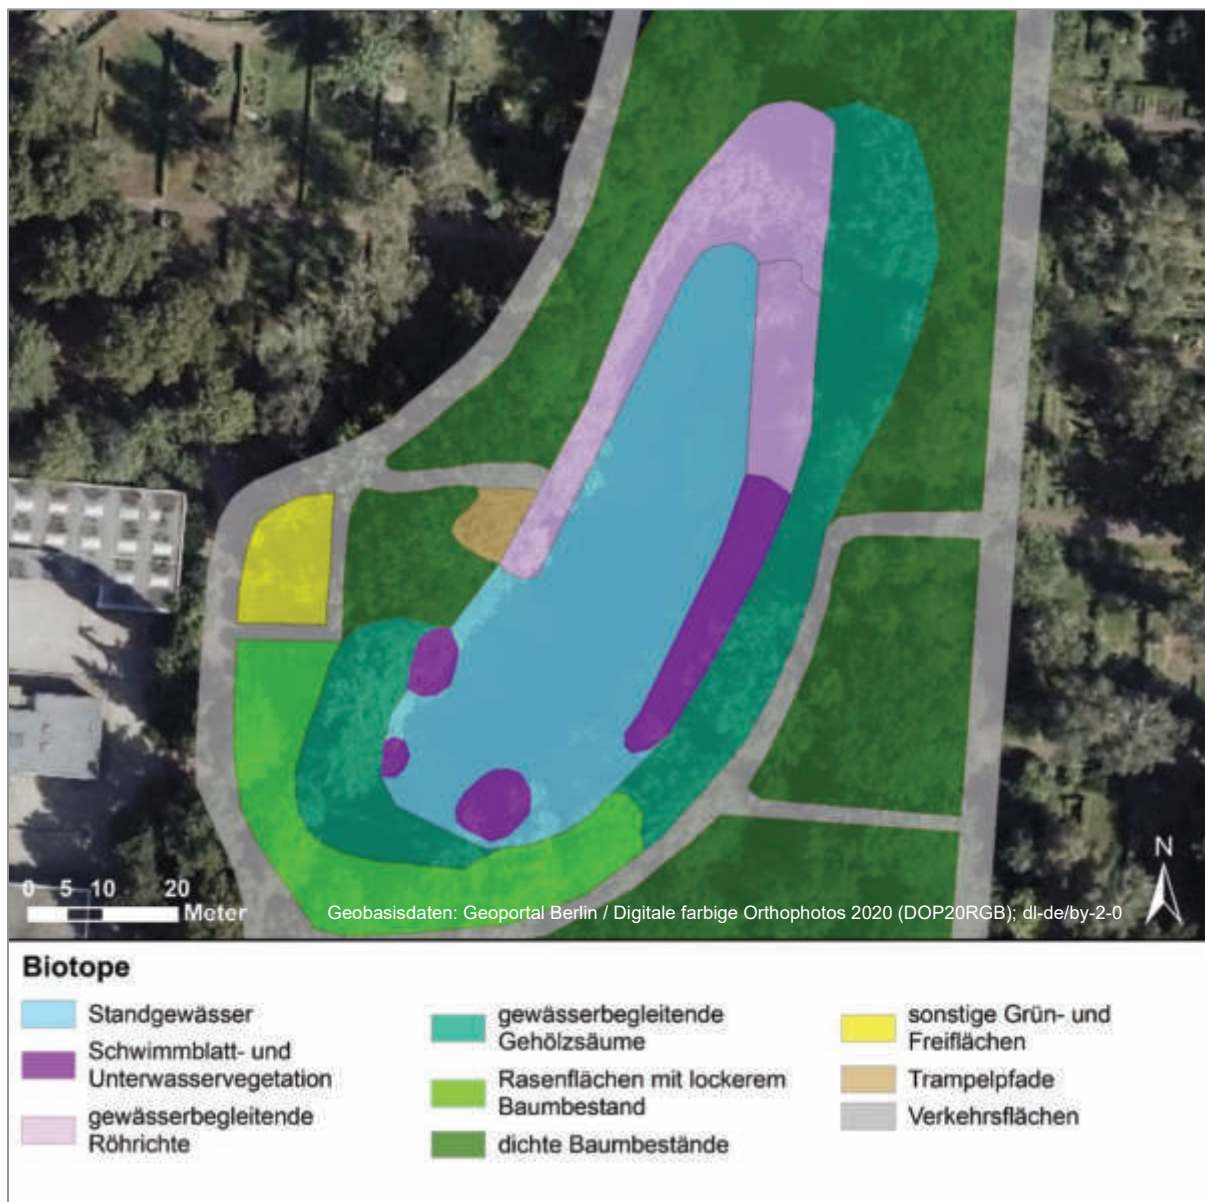 N
0 5 10 20
Meter
Geobasisdaten: Geoportal Berlin / Digitale farbige Orthophotos 2020 (DOP20RGB); dl-de/by-2-0
Biotope
Standgewässer
Schwimmblatt- und
Unterwasservegetation
gewässerbegleitende
Röhrichte
gewässerbegleitende
Gehölzsäume
Rasenflächen mit lockerem
Baumbestand
dichte Baumbestände
sonstige Grün- und
Freiflächen
Trampelpfade
Verkehrsflächen